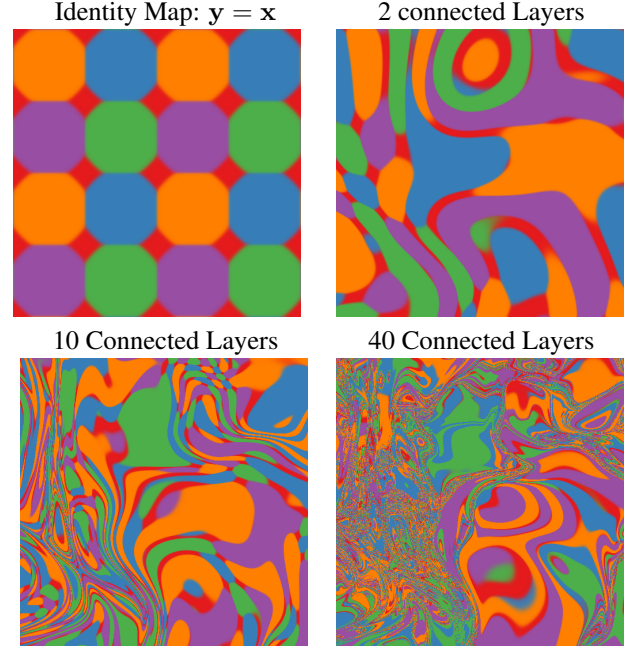 Identity Map: y = x
2 connected Layers
10 Connected Layers
40 Connected Layers